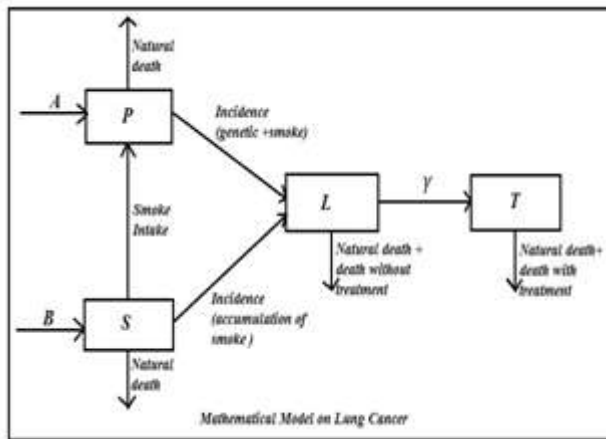 Natural
death
A
P
Incidence
(genetic +smoke)
Smoke
Intake
L
γ
T
Natural death +
death without
treatment
Natural death+
death with
treatment
B
S
Incidence
(accumulation of
smoke )
Natural
death
Mathematical Model on Lung Cancer